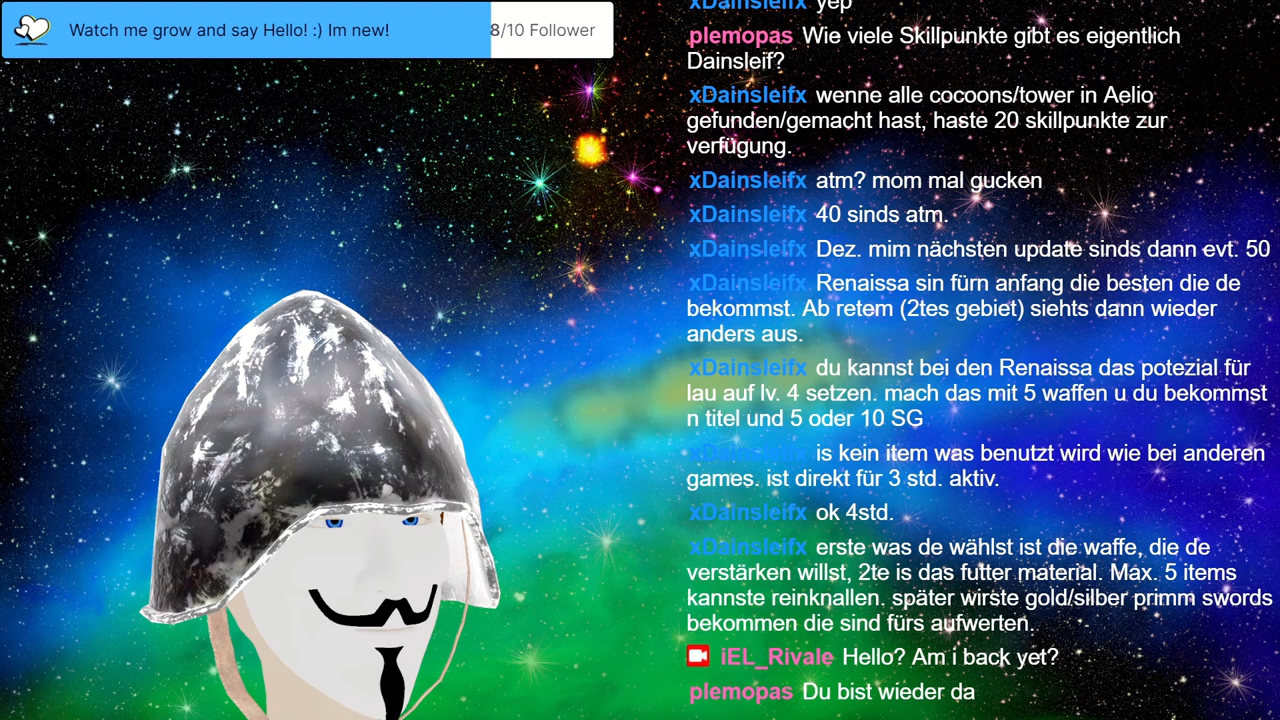 Watch me grow and say Hello! :) Im new!
8/10 Follower
xDainsleifx yep
plemopas Wie viele Skillpunkte gibt es eigentlich
Dainsleif?
xDainsleifx wenne alle cocoons/tower in Aelio
gefunden/gemacht hast, haste 20 skillpunkte zur
verfügung.
xDainsleifx atm? mom mal gucken
xDainsleifx 40 sinds atm.
xDainsleifx Dez. mim nächsten update sinds dann evt. 50
xDainsleifx Renaissa sin fürn anfang die besten die de
bekommst. Ab retem (2tes gebiet) siehts dann wieder
anders aus.
xDainsleifx du kannst bei den Renaissa das potezial für
lau auf lv. 4 setzen. mach das mit 5 waffen u du bekommst
n titel und 5 oder 10 SG
xDainsleifx is kein item was benutzt wird wie bei anderen
games. ist direkt für 3 std. aktiv.
xDainsleifx ok 4std.
xDainsleifx erste was de wählst ist die waffe, die de
verstärken willst, 2te is das futter material. Max. 5 items
kannste reinknallen. später wirste gold/silber primm swords
bekommen die sind fürs aufwerten.
iEL_Rivale Hello? Am i back yet?
plemopas Du bist wieder da